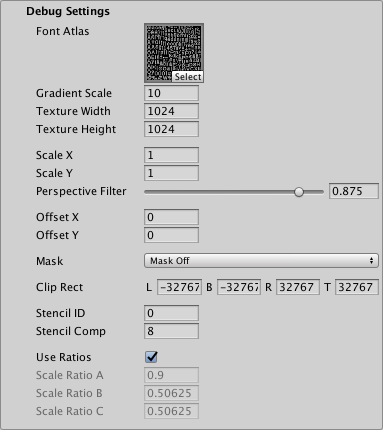 Debug Settings
Font Atlas
Select
Gradient Scale 10
Texture Width 1024
Texture Height 1024
Scale X 1
Scale Y 1
Perspective Filter 0.875
Offset X 0
Offset Y 0
Mask Mask Off
Clip Rect L -32767 B -32767 R 32767 T 32767
Stencil ID 0
Stencil Comp 8
Use Ratios
Scale Ratio A 0.9
Scale Ratio B 0.50625
Scale Ratio C 0.50625